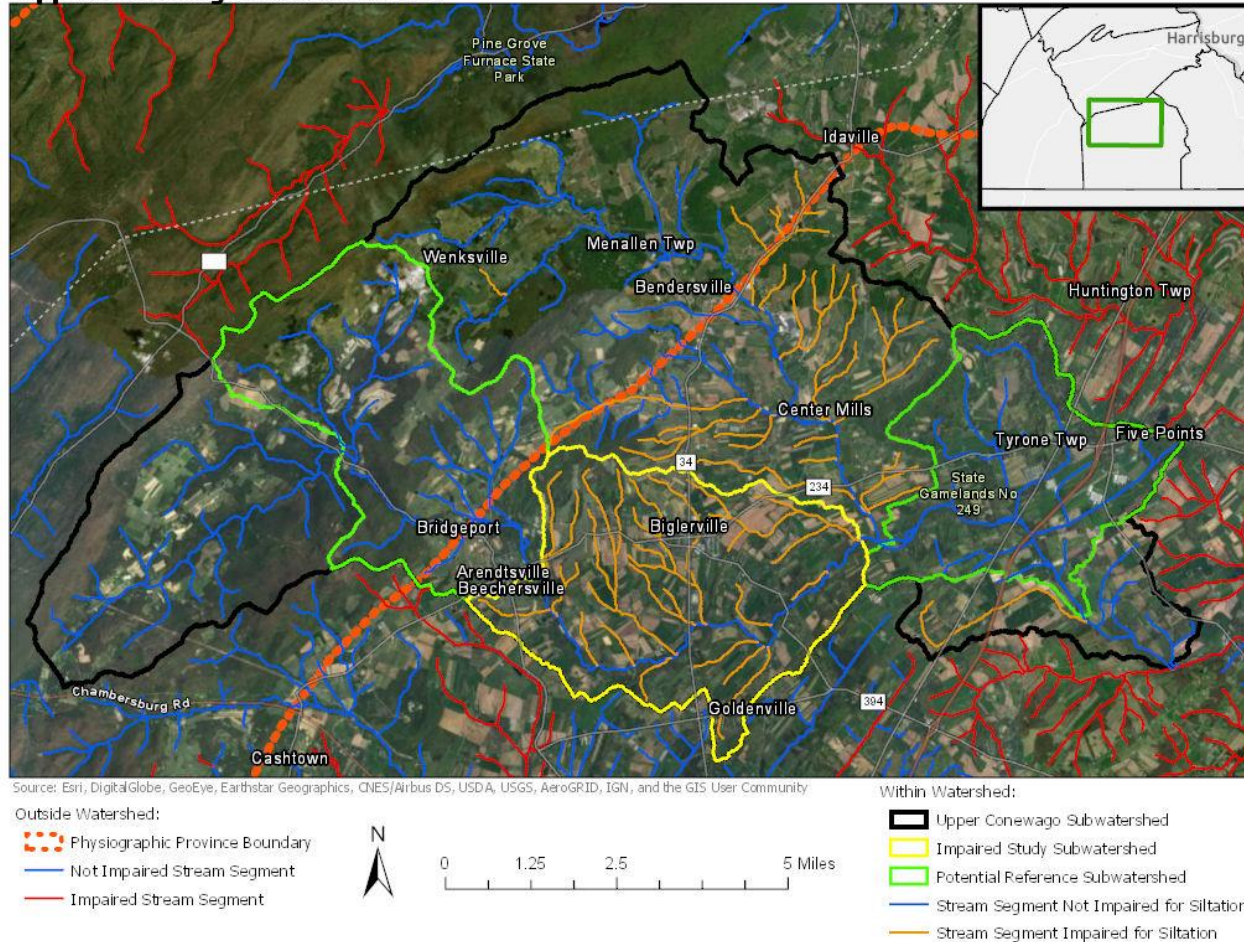 Pine Grove
Furnace State
Park
Harrisburg
Idaville
Wenksville
Menallen Twp
Bendersville
Huntington Twp
Center Mills
Tyrone Twp
Five Points
34
234
State
Gamelands No
249
Bridgeport
Biglerville
Arendtsville
Beechersville
Chambersburg Rd
Goldenville
394
Cashtown
Source: Esri, DigitalGlobe, GeoEye, Earthstar Geographics, CNES/Airbus DS, USDA, USGS, AeroGRID, IGN, and the GIS User Community
Outside Watershed:
Physiographic Province Boundary
Not Impaired Stream Segment
Impaired Stream Segment
N
0 1.25 2.5 5 Miles
Within Watershed:
Upper Conewago Subwatershed
Impaired Study Subwatershed
Potential Reference Subwatershed
Stream Segment Not Impaired for Siltation
Stream Segment Impaired for Siltation